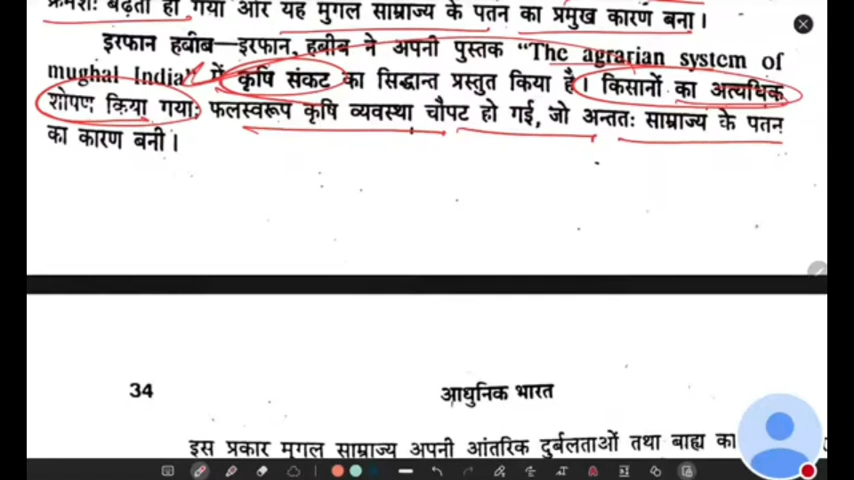 क्रमशः बढ़ता ही गया और यह मुगल साम्राज्य के पतन का प्रमुख कारण बना।
इरफान हबीब—इरफान, हबीब ने अपनी पुस्तक “The agrarian system of
mughal India” में कृषि संकट का सिद्धान्त प्रस्तुत किया है। किसानों का अत्यधिक
शोषण किया गया; फलस्वरूप कृषि व्यवस्था चौपट हो गई, जो अन्ततः साम्राज्य के पतन
का कारण बनी।
34 आधुनिक भारत
इस प्रकार मुगल साम्राज्य अपनी आंतरिक दुर्बलताओं तथा बाह्य